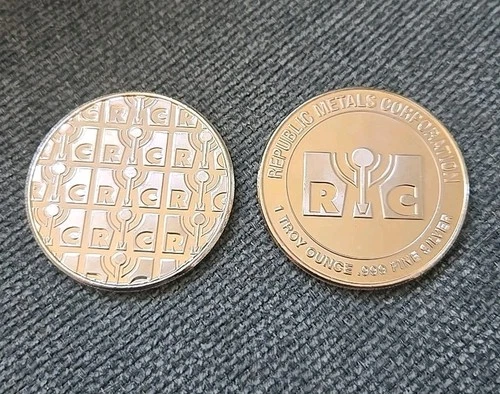 C R C R
C R C R C
R C R C R
C R C R
REPUBLIC METALS CORPORATION
R M C
1 TROY OUNCE .999 FINE SILVER